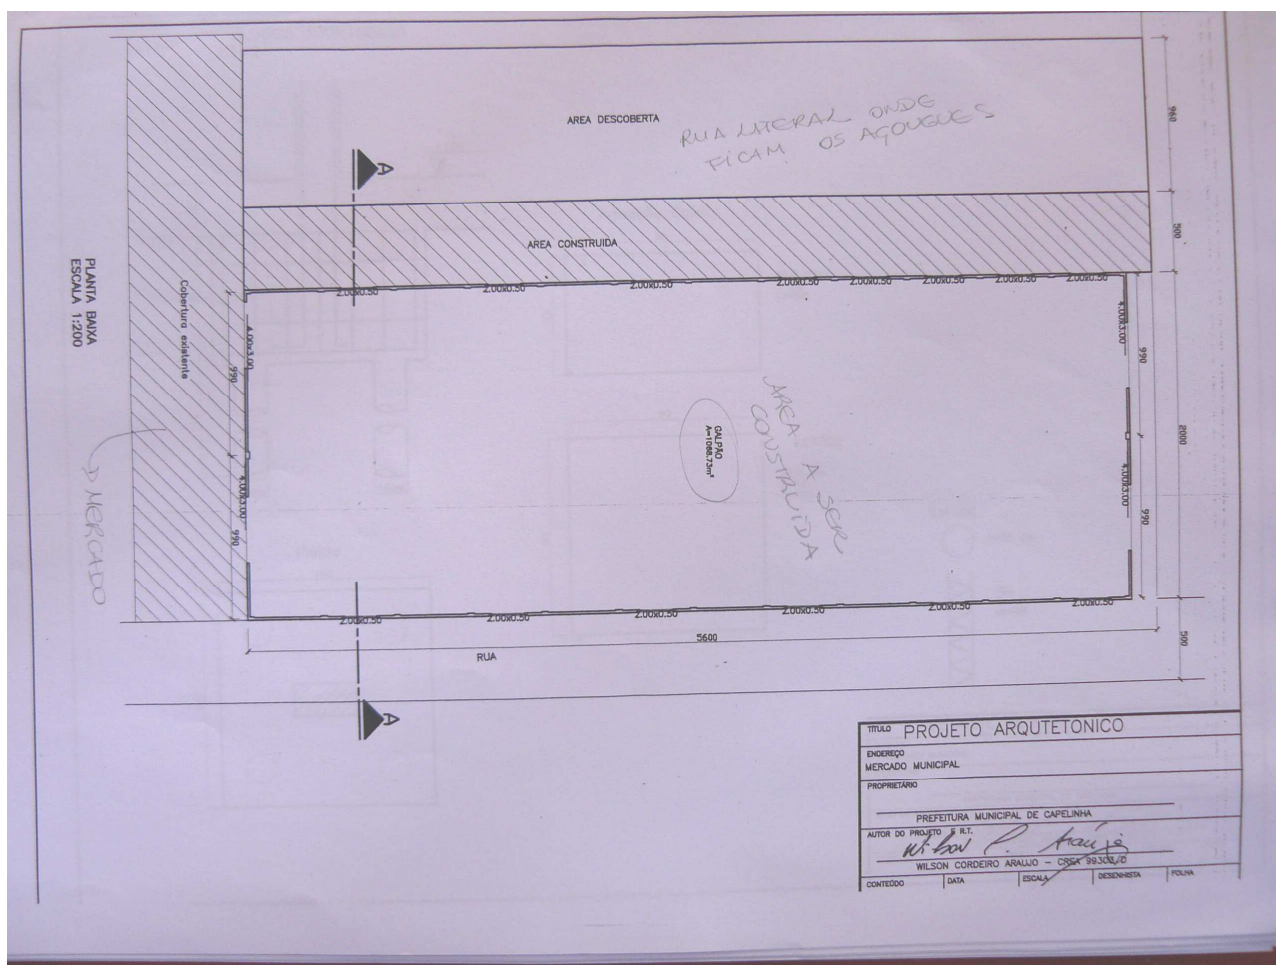 AREA DESCOBERTA
RUA LATERAL ONDE
FICAM OS AÇOUGUES
960
A
AREA CONSTRUIDA
500
2.00x0.50
2.00x0.50
2.00x0.50
2.00x0.50
2.00x0.50
2.00x0.50
2.00x0.50
2.00x0.50
PLANTA BAIXA
ESCALA 1:200
Cobertura existente
4.00x3.00
990
4.00x3.00
990
4.00x3.00
990
4.00x3.00
990
2000
AREA A SER
CONSTRUIDA
GALPÃO
A=1088.73m²
MERCADO
2.00x0.50
2.00x0.50
2.00x0.50
2.00x0.50
2.00x0.50
2.00x0.50
5600
500
RUA
A
TITULO PROJETO ARQUTETONICO
ENDEREÇO
MERCADO MUNICIPAL
PROPRIETÁRIO
PREFEITURA MUNICIPAL DE CAPELINHA
AUTOR DO PROJETO E R.T.
Wilson C. Araújo
WILSON CORDEIRO ARAUJO - CREA 99302/D
CONTEÚDO DATA ESCALA DESENHISTA FOLHA